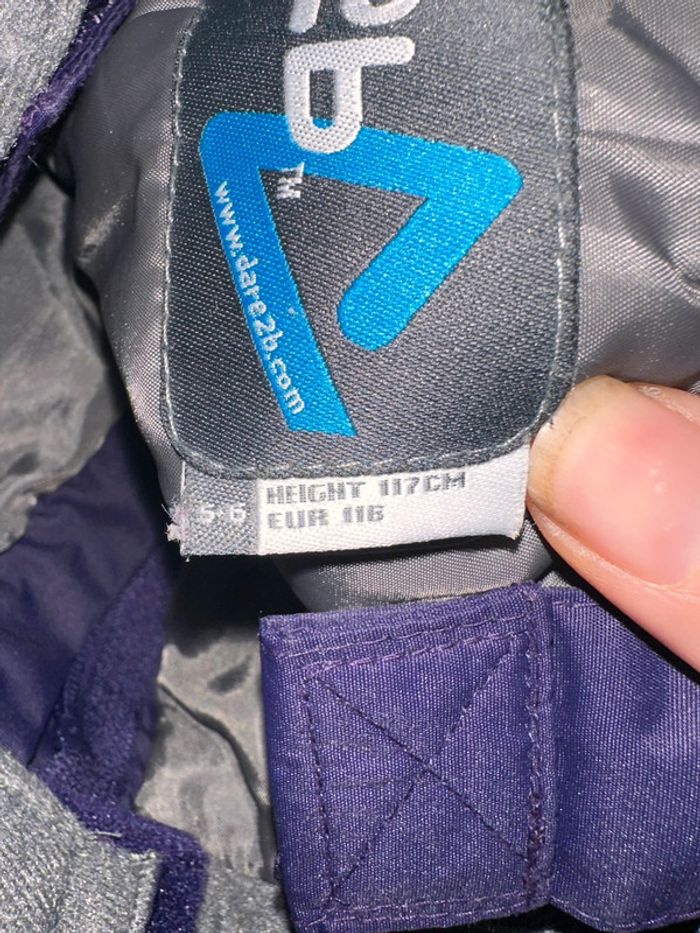 2b
TM
www.dare2b.com
5-6
HEIGHT 117CM
EUR 116